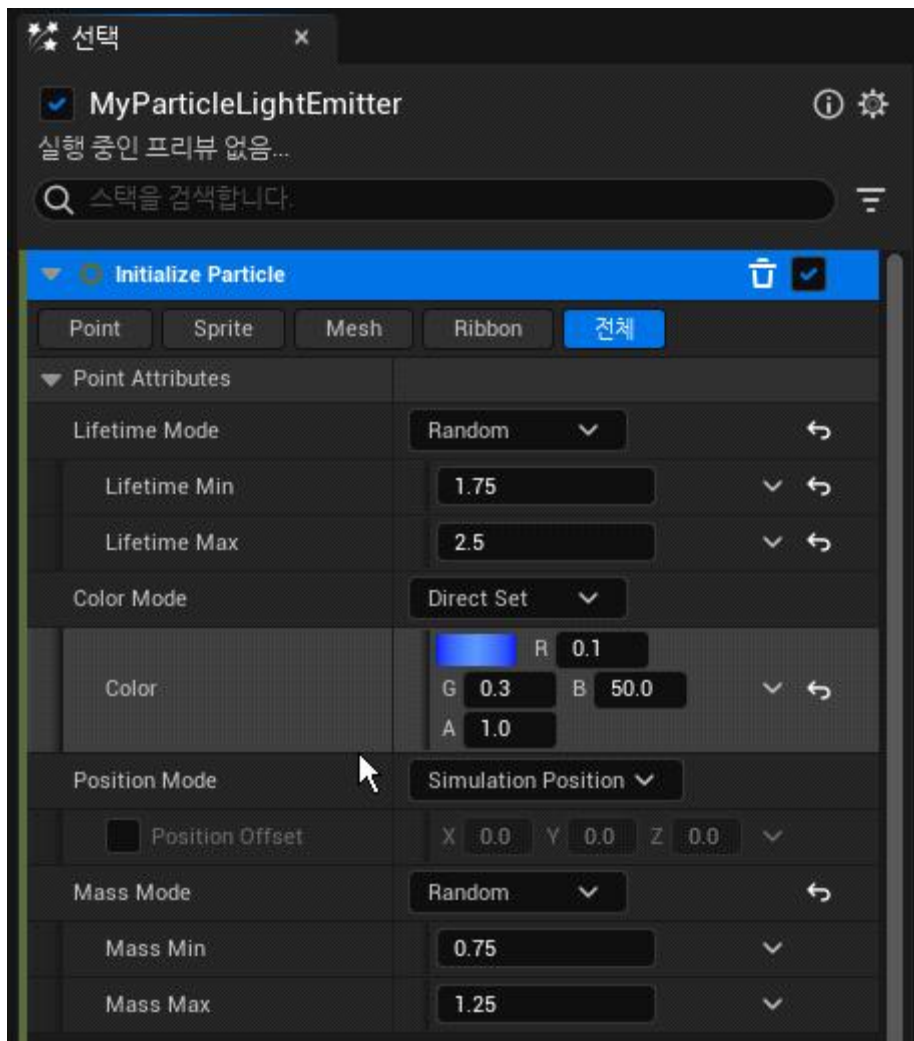 선택
MyParticleLightEmitter
실행 중인 프리뷰 없음...
스택을 검색합니다.
Initialize Particle
Point Sprite Mesh Ribbon 전체
Point Attributes
Lifetime Mode Random
Lifetime Min 1.75
Lifetime Max 2.5
Color Mode Direct Set
R 0.1
Color G 0.3 B 50.0
A 1.0
Position Mode Simulation Position
Position Offset X 0.0 Y 0.0 Z 0.0
Mass Mode Random
Mass Min 0.75
Mass Max 1.25